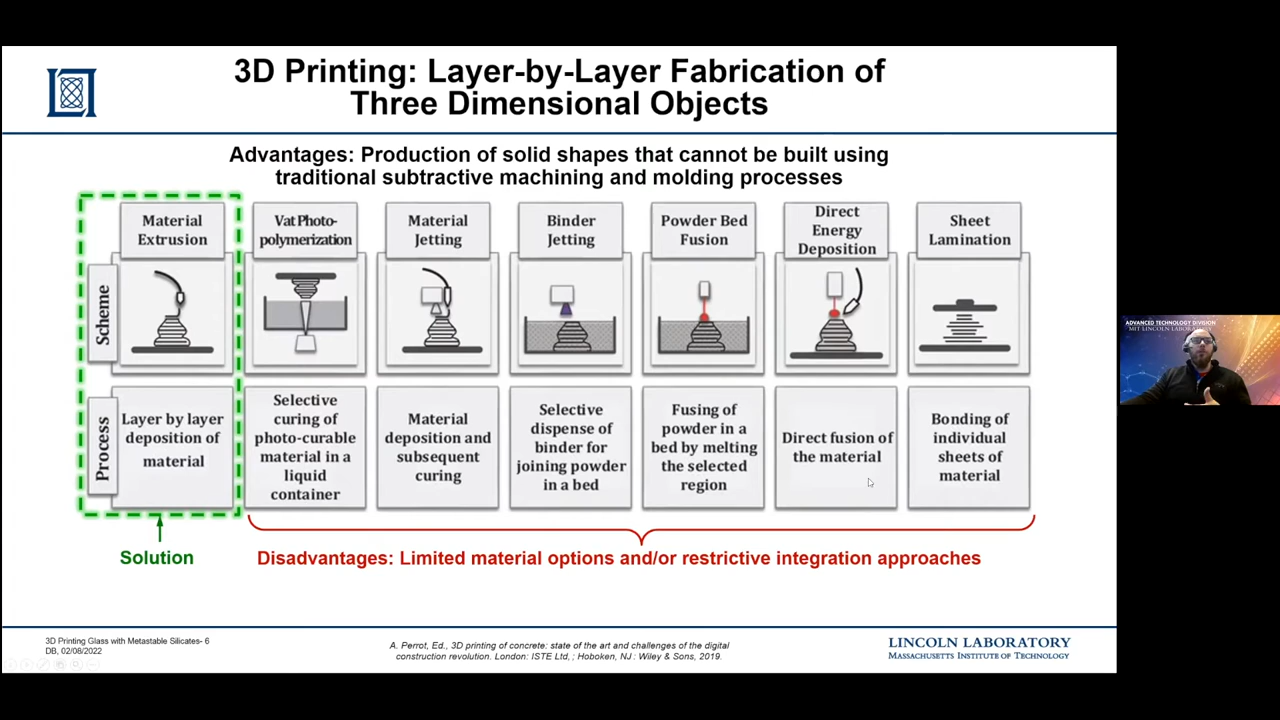 3D Printing: Layer-by-Layer Fabrication of
Three Dimensional Objects
Advantages: Production of solid shapes that cannot be built using
traditional subtractive machining and molding processes
Material
Extrusion
Vat Photo-
polymerization
Material
Jetting
Binder
Jetting
Powder Bed
Fusion
Direct
Energy
Deposition
Sheet
Lamination
Scheme
Process
Layer by layer
deposition of
material
Selective
curing of
photo-curable
material in a
liquid
container
Material
deposition and
subsequent
curing
Selective
dispense of
binder for
joining powder
in a bed
Fusing of
powder in a
bed by melting
the selected
region
Direct fusion of
the material
Bonding of
individual
sheets of
material
Solution
Disadvantages: Limited material options and/or restrictive integration approaches
3D Printing Glass with Metastable Silicates- 6
DB, 02/08/2022
A. Perrot, Ed., 3D printing of concrete: state of the art and challenges of the digital
construction revolution. London: ISTE Ltd, ; Hoboken, NJ : Wiley & Sons, 2019.
LINCOLN LABORATORY
MASSACHUSETTS INSTITUTE OF TECHNOLOGY
ADVANCED TECHNOLOGY DIVISION
MIT LINCOLN LABORATORY